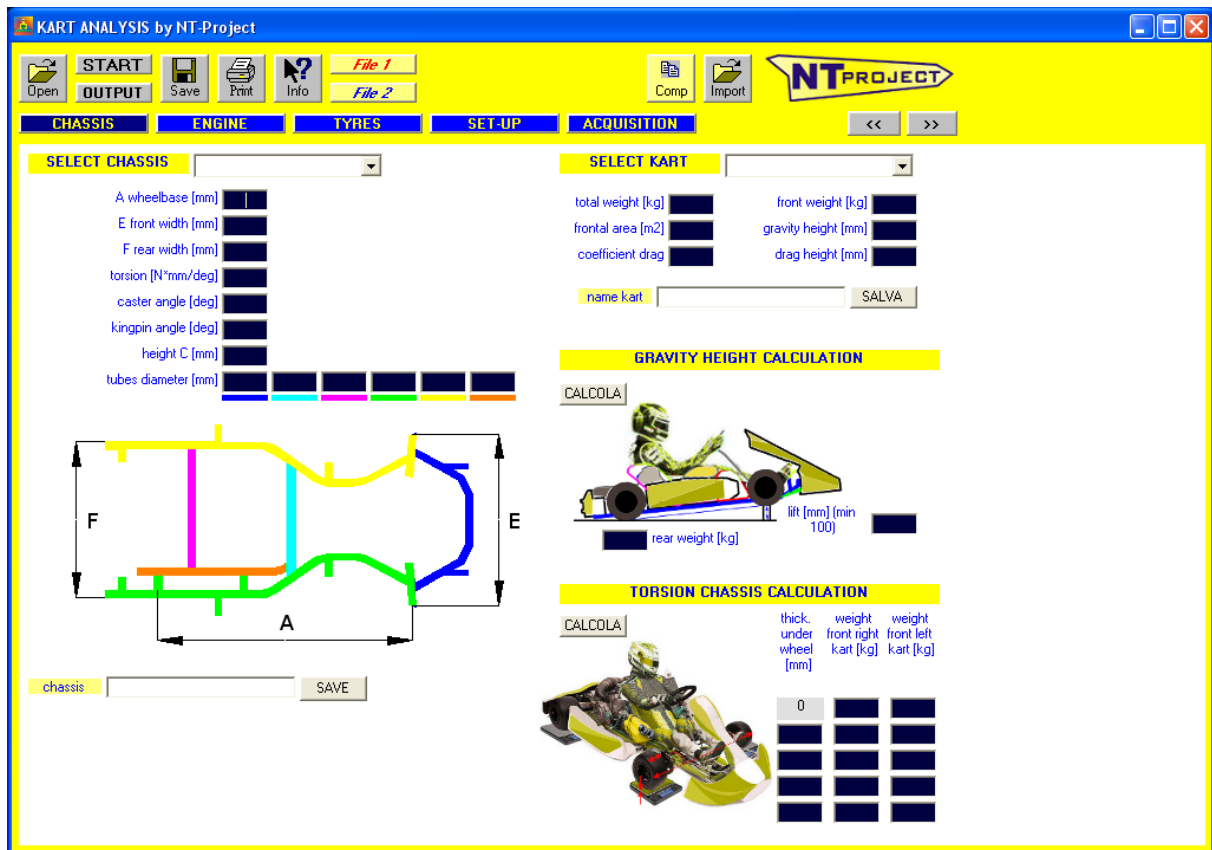 KART ANALYSIS by NT-Project
Open
START
OUTPUT
Save
Print
Info
File 1
File 2
Comp
Import
NT PROJECT
CHASSIS
ENGINE
TYRES
SET-UP
ACQUISITION
<<
>>
SELECT CHASSIS
A wheelbase [mm]
E front width [mm]
F rear width [mm]
torsion [N*mm/deg]
caster angle [deg]
kingpin angle [deg]
height C [mm]
tubes diameter [mm]
F
E
A
chassis
SAVE
SELECT KART
total weight [kg]
front weight [kg]
frontal area [m2]
gravity height [mm]
coefficient drag
drag height [mm]
name kart
SALVA
GRAVITY HEIGHT CALCULATION
CALCOLA
lift [mm] (min
100)
rear weight [kg]
TORSION CHASSIS CALCULATION
CALCOLA
thick.
under
wheel
[mm]
weight
front right
kart [kg]
weight
front left
kart [kg]
0